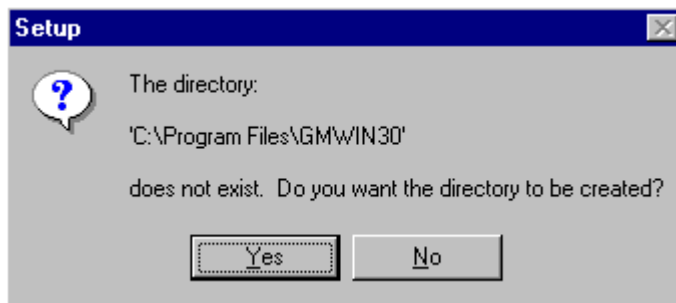 Setup
The directory:
'C:\Program Files\GMWIN30'
does not exist.  Do you want the directory to be created?
Yes No